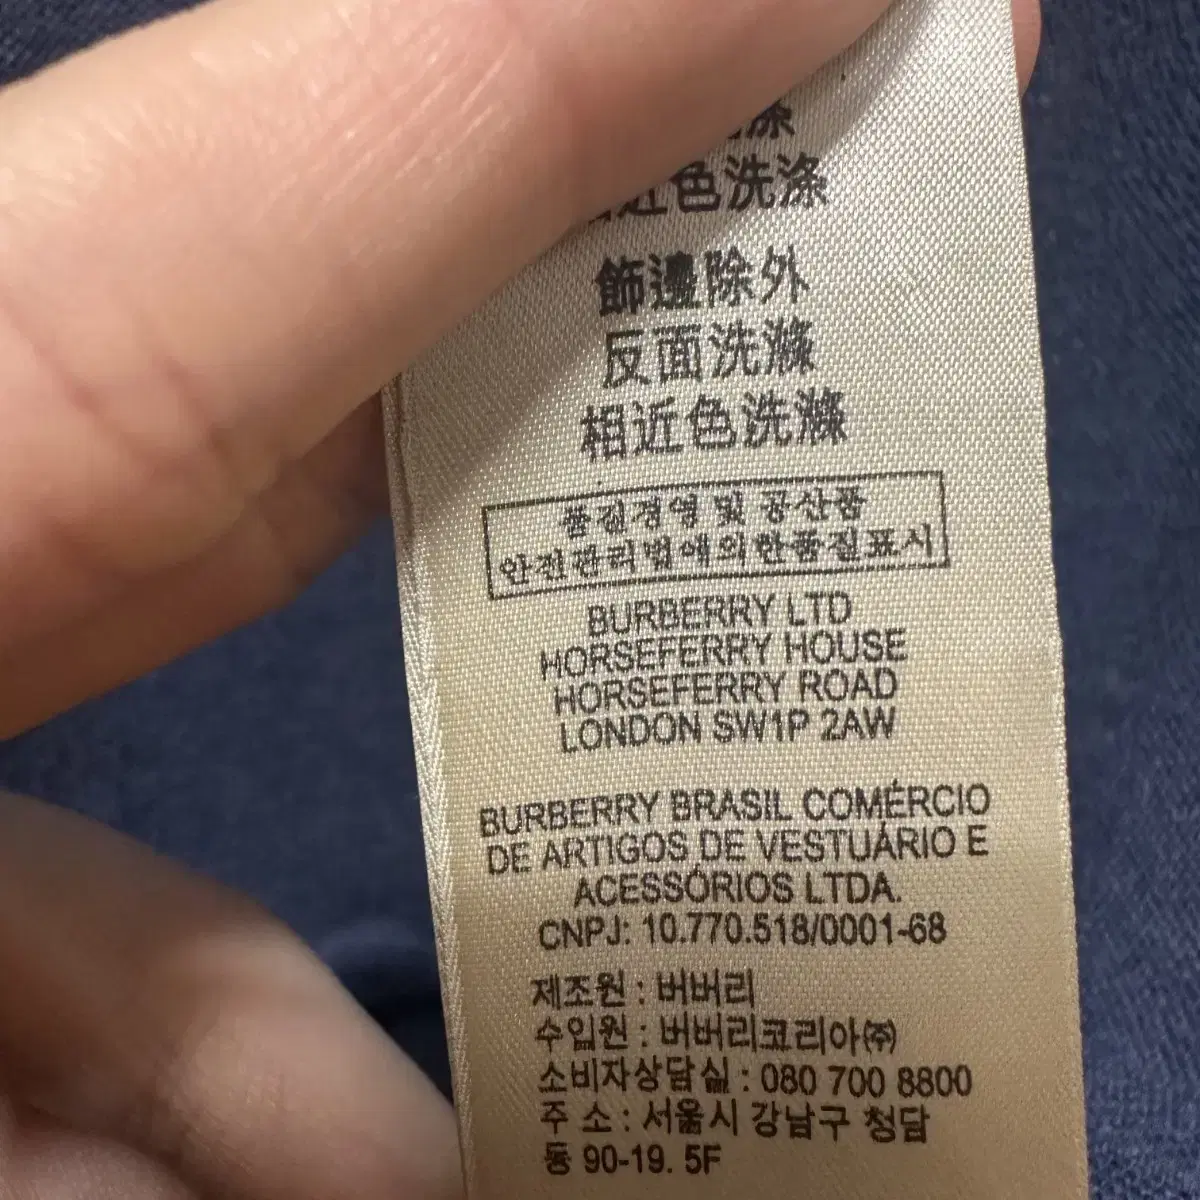 涤
近色洗涤
飾邊除外
反面洗滌
相近色洗滌
품질경영 및 공산품
안전관리법에의한품질표시
BURBERRY LTD
HORSEFERRY HOUSE
HORSEFERRY ROAD
LONDON SW1P 2AW
BURBERRY BRASIL COMÉRCIO
DE ARTIGOS DE VESTUÁRIO E
ACESSÓRIOS LTDA.
CNPJ: 10.770.518/0001-68
제조원 : 버버리
수입원 : 버버리코리아㈜
소비자상담실 : 080 700 8800
주 소 : 서울시 강남구 청담
동 90-19. 5F